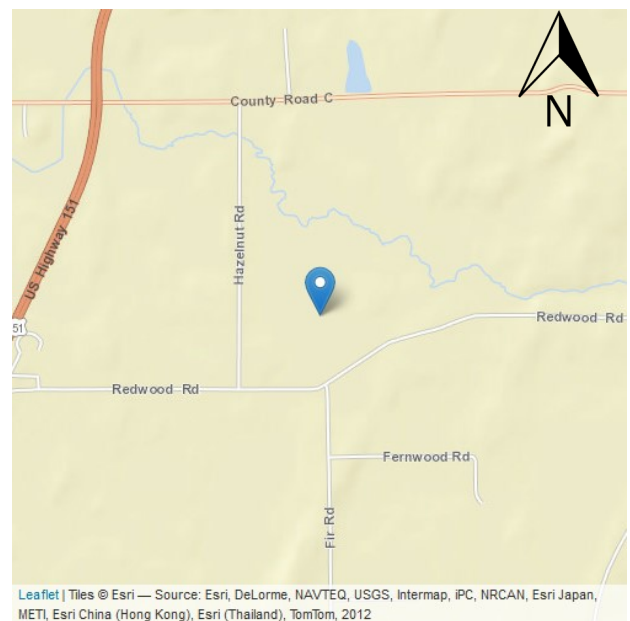 County Road C
N
Hazelnut Rd
US Highway 151
51
Redwood Rd
Redwood Rd
Fernwood Rd
Fir Rd
Leaflet | Tiles © Esri — Source: Esri, DeLorme, NAVTEQ, USGS, Intermap, iPC, NRCAN, Esri Japan,
METI, Esri China (Hong Kong), Esri (Thailand), TomTom, 2012